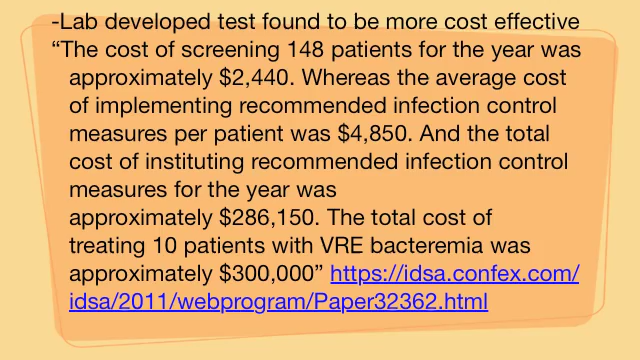 -Lab developed test found to be more cost effective
“The cost of screening 148 patients for the year was
approximately $2,440. Whereas the average cost
of implementing recommended infection control
measures per patient was $4,850. And the total
cost of instituting recommended infection control
measures for the year was
approximately $286,150. The total cost of
treating 10 patients with VRE bacteremia was
approximately $300,000” https://idsa.confex.com/
idsa/2011/webprogram/Paper32362.html